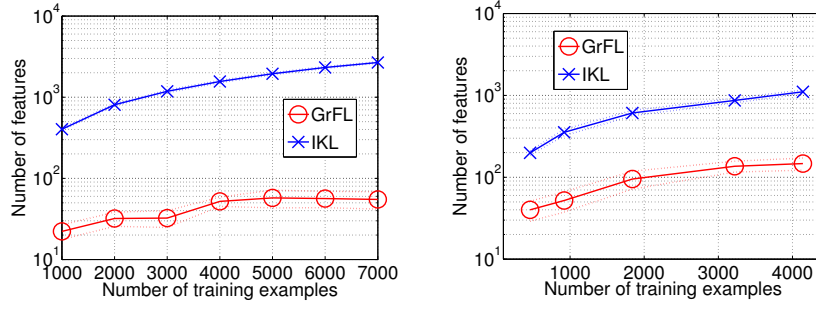 10^4
10^3
10^2
10^1
Number of features
1000 2000 3000 4000 5000 6000 7000
Number of training examples
GrFL
IKL
10^4
10^3
10^2
10^1
Number of features
1000 2000 3000 4000
Number of training examples
GrFL
IKL